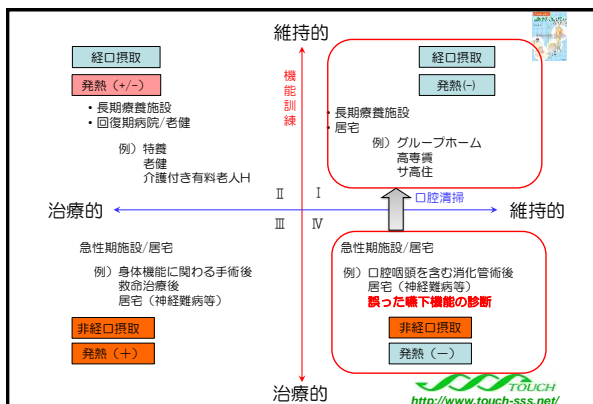 維持的
経口摂取
発熱（+/−）
・長期療養施設
・回復期病院/老健
例）特養
老健
介護付き有料老人H
機能訓練
経口摂取
発熱(-)
・長期療養施設
・居宅
例）グループホーム
高専賃
サ高住
Ⅱ Ⅰ
治療的
口腔清掃
維持的
Ⅲ Ⅳ
急性期施設/居宅
例）身体機能に関わる手術後
救命治療後
居宅（神経難病等）
非経口摂取
発熱（＋）
急性期施設/居宅
例）口腔咽頭を含む消化管術後
居宅（神経難病等）
誤った嚥下機能の診断
非経口摂取
発熱（－）
治療的
TOUCH
http://www.touch-sss.net/